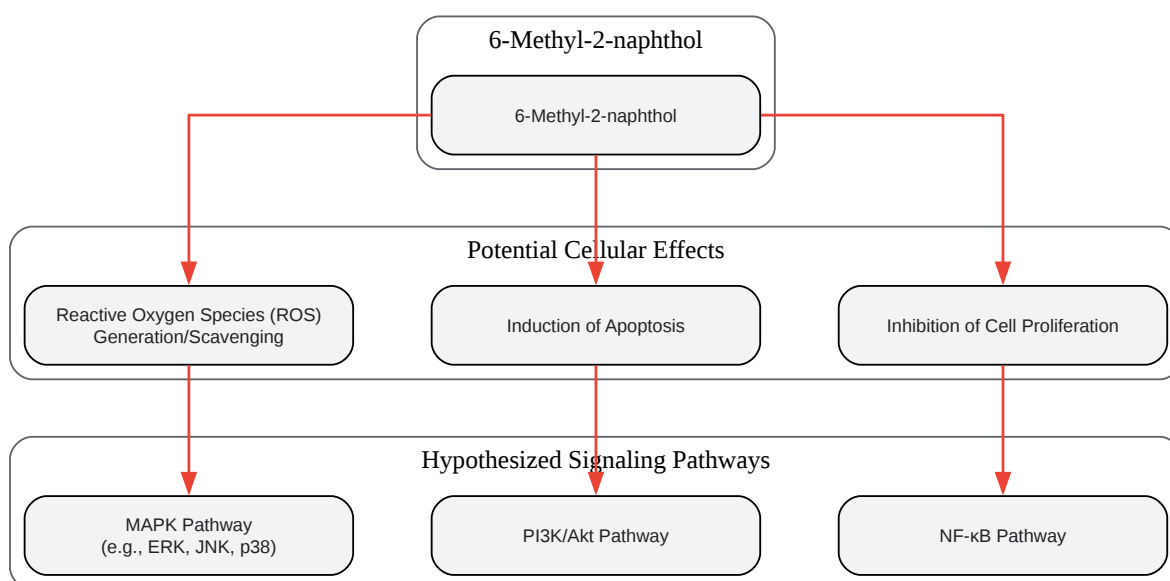 6-Methyl-2-naphthol
6-Methyl-2-naphthol
Potential Cellular Effects
Reactive Oxygen Species (ROS)
Generation/Scavenging
Induction of Apoptosis
Inhibition of Cell Proliferation
Hypothesized Signaling Pathways
MAPK Pathway
(e.g., ERK, JNK, p38)
PI3K/Akt Pathway
NF-κB Pathway